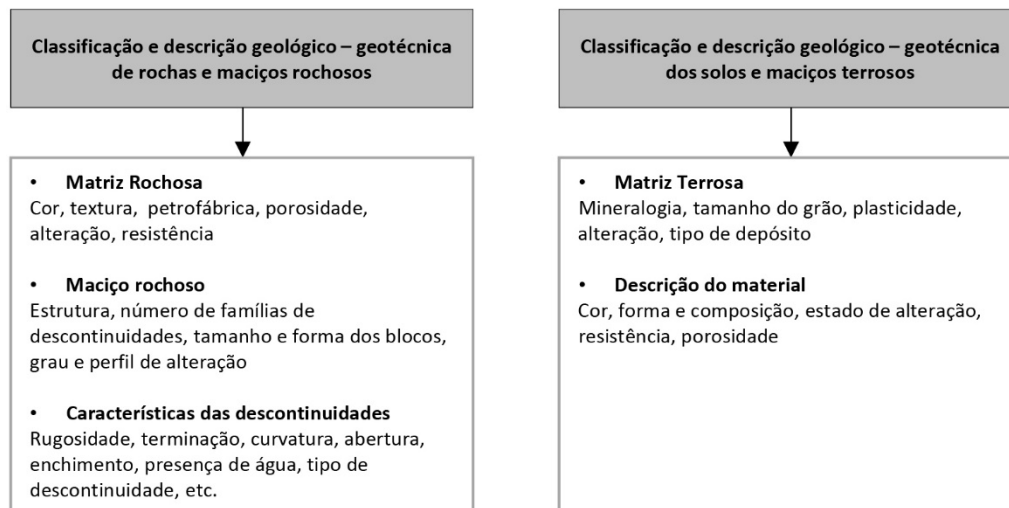 Classificação e descrição geológico – geotécnica
de rochas e maciços rochosos
• Matriz Rochosa
Cor, textura, petrofábrica, porosidade,
alteração, resistência
• Maciço rochoso
Estrutura, número de famílias de
descontinuidades, tamanho e forma dos blocos,
grau e perfil de alteração
• Características das descontinuidades
Rugosidade, terminação, curvatura, abertura,
enchimento, presença de água, tipo de
descontinuidade, etc.
Classificação e descrição geológico – geotécnica
dos solos e maciços terrosos
• Matriz Terrosa
Mineralogia, tamanho do grão, plasticidade,
alteração, tipo de depósito
• Descrição do material
Cor, forma e composição, estado de alteração,
resistência, porosidade